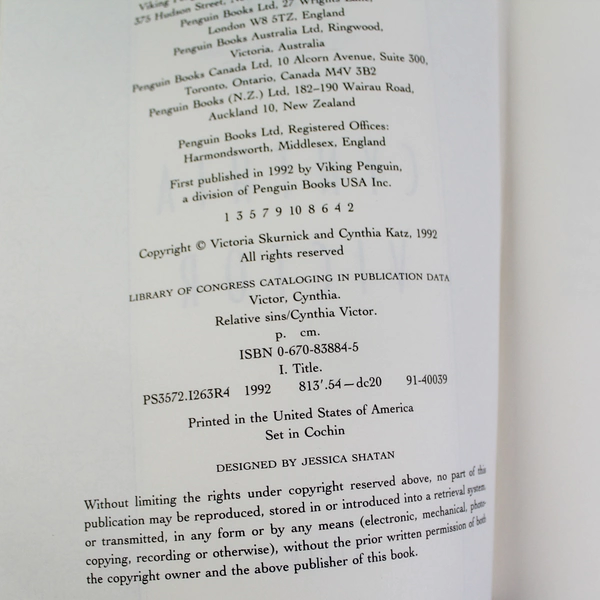 Viking
375 Hudson Street,
Penguin Books Ltd, 27 Wrights Lane,
London W8 5TZ, England
Penguin Books Australia Ltd, Ringwood,
Victoria, Australia
Penguin Books Canada Ltd, 10 Alcorn Avenue, Suite 300,
Toronto, Ontario, Canada M4V 3B2
Penguin Books (N.Z.) Ltd, 182–190 Wairau Road,
Auckland 10, New Zealand
Penguin Books Ltd, Registered Offices:
Harmondsworth, Middlesex, England
First published in 1992 by Viking Penguin,
a division of Penguin Books USA Inc.
1 3 5 7 9 10 8 6 4 2
Copyright © Victoria Skurnick and Cynthia Katz, 1992
All rights reserved
LIBRARY OF CONGRESS CATALOGING IN PUBLICATION DATA
Victor, Cynthia.
Relative sins/Cynthia Victor.
p. cm.
ISBN 0-670-83884-5
I. Title.
PS3572.I263R4 1992 813'.54—dc20 91-40039
Printed in the United States of America
Set in Cochin
DESIGNED BY JESSICA SHATAN
Without limiting the rights under copyright reserved above, no part of this
publication may be reproduced, stored in or introduced into a retrieval system,
or transmitted, in any form or by any means (electronic, mechanical, photo-
copying, recording or otherwise), without the prior written permission of both
the copyright owner and the above publisher of this book.